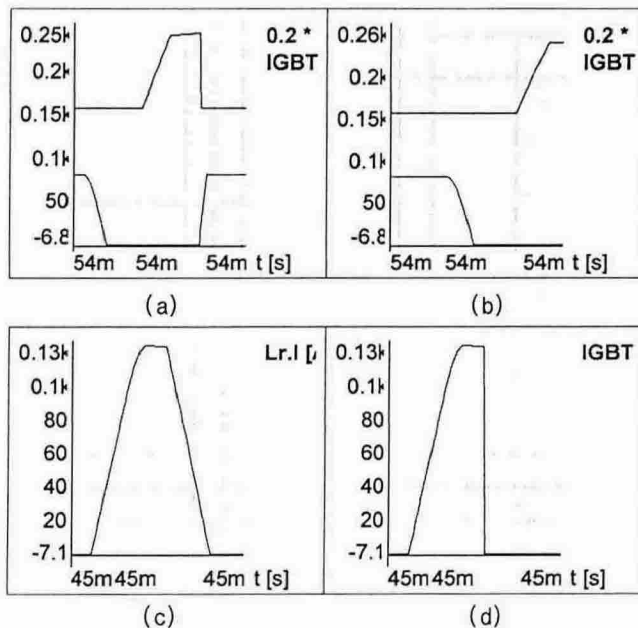 0.25k
0.2k
0.15k
0.1k
50
-6.8
0.2 *
IGBT
54m 54m 54m t [s]
(a)
0.26k
0.2k
0.15k
0.1k
50
-6.8
0.2 *
IGBT
54m 54m 54m t [s]
(b)
0.13k
0.1k
80
60
40
20
-7.1
Lr.I [A
45m 45m 45m t [s]
(c)
0.13k
0.1k
80
60
40
20
-7.1
IGBT
45m 45m 45m t [s]
(d)